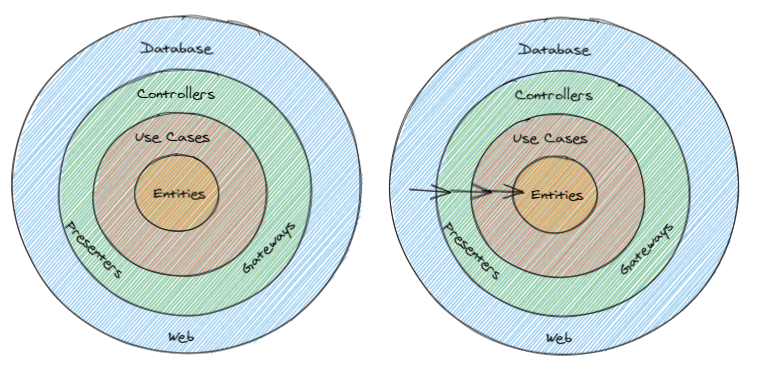 Database
Controllers
Use Cases
Entities
Presenters
Gateways
Web
Database
Controllers
Use Cases
Entities
Presenters
Gateways
Web